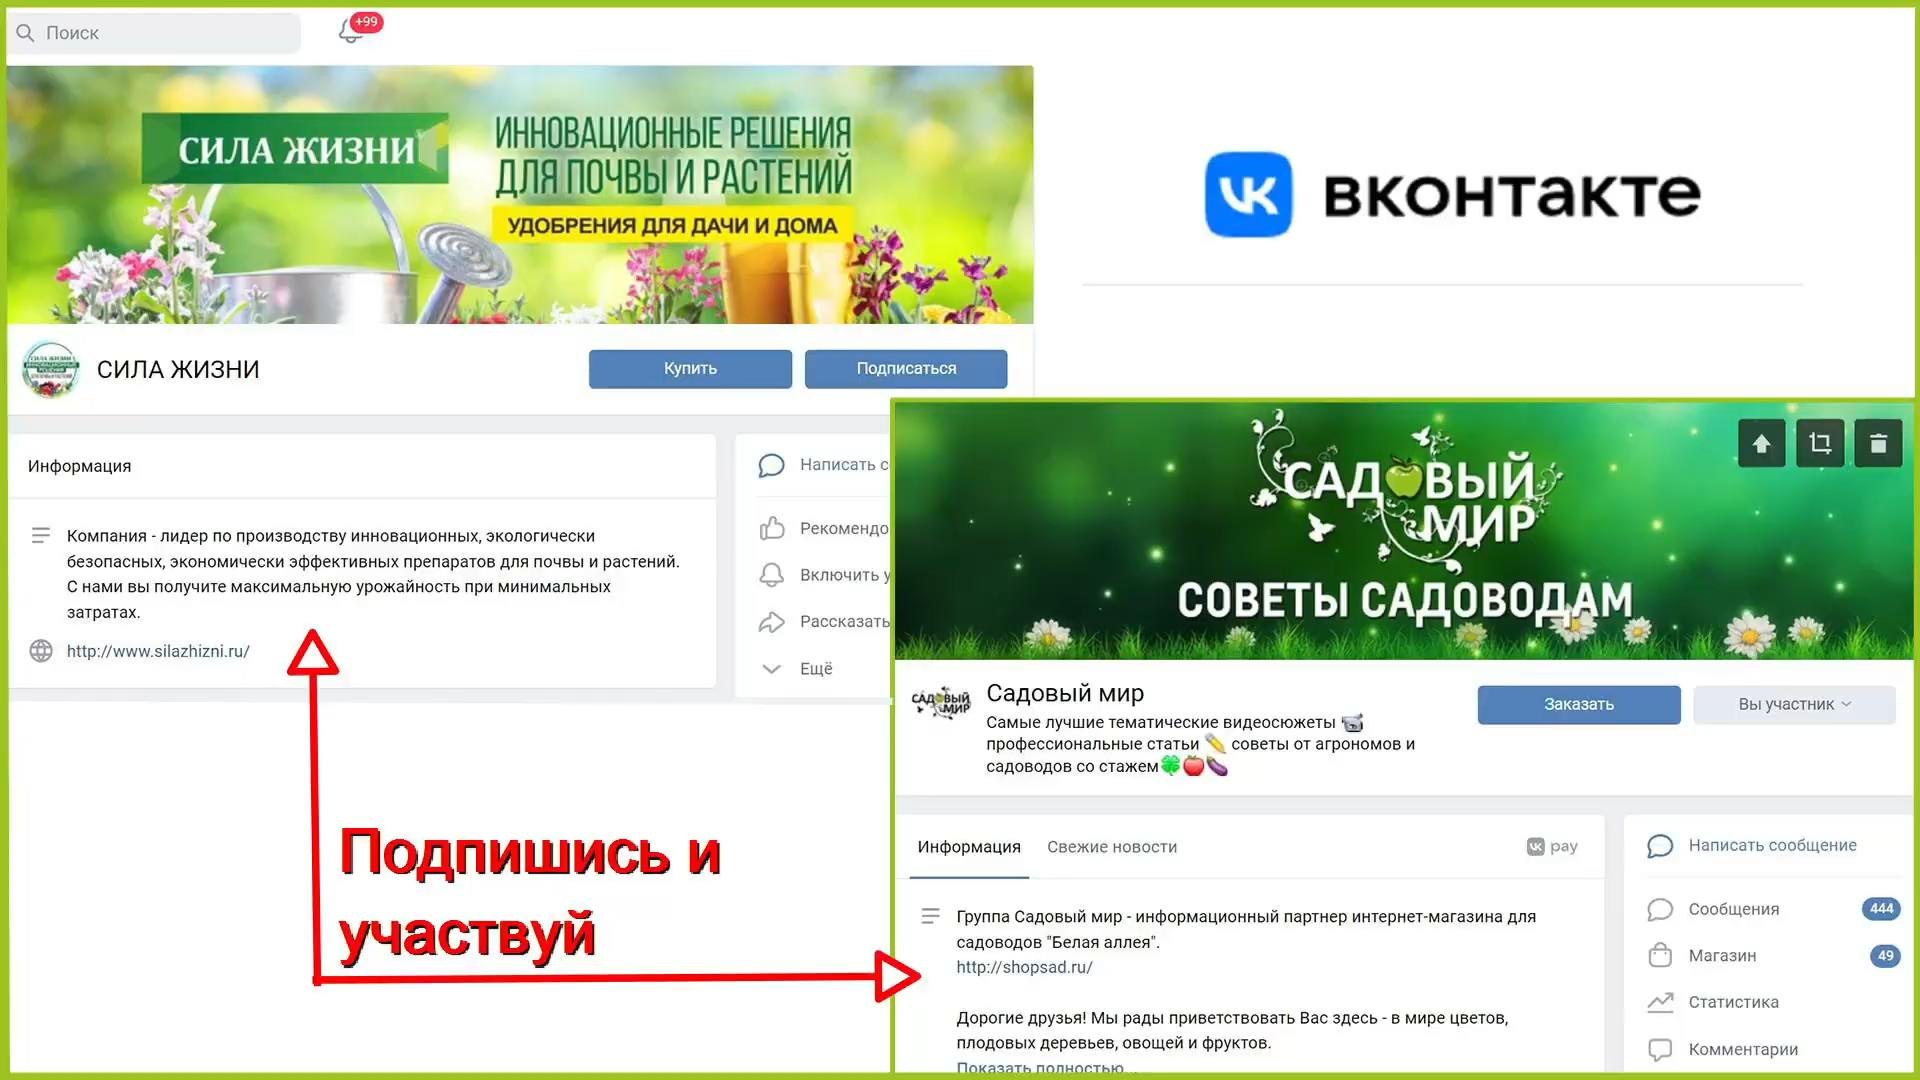 Поиск
+99
СИЛА ЖИЗНИ
ИННОВАЦИОННЫЕ РЕШЕНИЯ
ДЛЯ ПОЧВЫ И РАСТЕНИЙ
УДОБРЕНИЯ ДЛЯ ДАЧИ И ДОМА
вконтакте
СИЛА ЖИЗНИ
Купить
Подписаться
Информация
Компания - лидер по производству инновационных, экологически
безопасных, экономически эффективных препаратов для почвы и растений.
С нами вы получите максимальную урожайность при минимальных
затратах.
http://www.silazhizni.ru/
Написать с
Рекомендо
Включить у
Рассказать
Ещё
Подпишись и
участвуй
САДОВЫЙ
МИР
СОВЕТЫ САДОВОДАМ
САДОВЫЙ
МИР
Садовый мир
Самые лучшие тематические видеосюжеты
профессиональные статьи советы от агрономов и
садоводов со стажем
Заказать
Вы участник
Информация
Свежие новости
VK pay
Группа Садовый мир - информационный партнер интернет-магазина для
садоводов "Белая аллея".
http://shopsad.ru/
Дорогие друзья! Мы рады приветствовать Вас здесь - в мире цветов,
плодовых деревьев, овощей и фруктов.
Показать полностью...
Написать сообщение
Сообщения 444
Магазин 49
Статистика
Комментарии